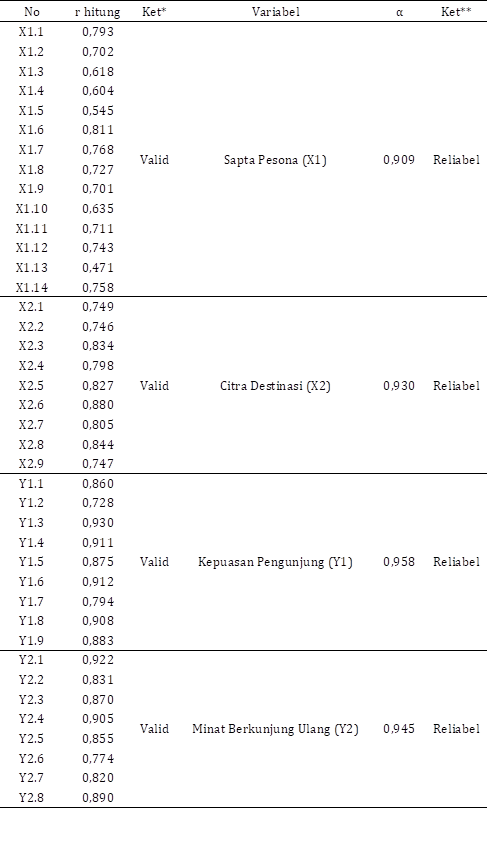 No r hitung Ket* Variabel α Ket**
X1.1 0,793
X1.2 0,702
X1.3 0,618
X1.4 0,604
X1.5 0,545
X1.6 0,811
X1.7 0,768
Valid Sapta Pesona (X1) 0,909 Reliabel
X1.8 0,727
X1.9 0,701
X1.10 0,635
X1.11 0,711
X1.12 0,743
X1.13 0,471
X1.14 0,758
X2.1 0,749
X2.2 0,746
X2.3 0,834
X2.4 0,798
X2.5 0,827 Valid Citra Destinasi (X2) 0,930 Reliabel
X2.6 0,880
X2.7 0,805
X2.8 0,844
X2.9 0,747
Y1.1 0,860
Y1.2 0,728
Y1.3 0,930
Y1.4 0,911
Y1.5 0,875 Valid Kepuasan Pengunjung (Y1) 0,958 Reliabel
Y1.6 0,912
Y1.7 0,794
Y1.8 0,908
Y1.9 0,883
Y2.1 0,922
Y2.2 0,831
Y2.3 0,870
Y2.4 0,905
Valid Minat Berkunjung Ulang (Y2) 0,945 Reliabel
Y2.5 0,855
Y2.6 0,774
Y2.7 0,820
Y2.8 0,890